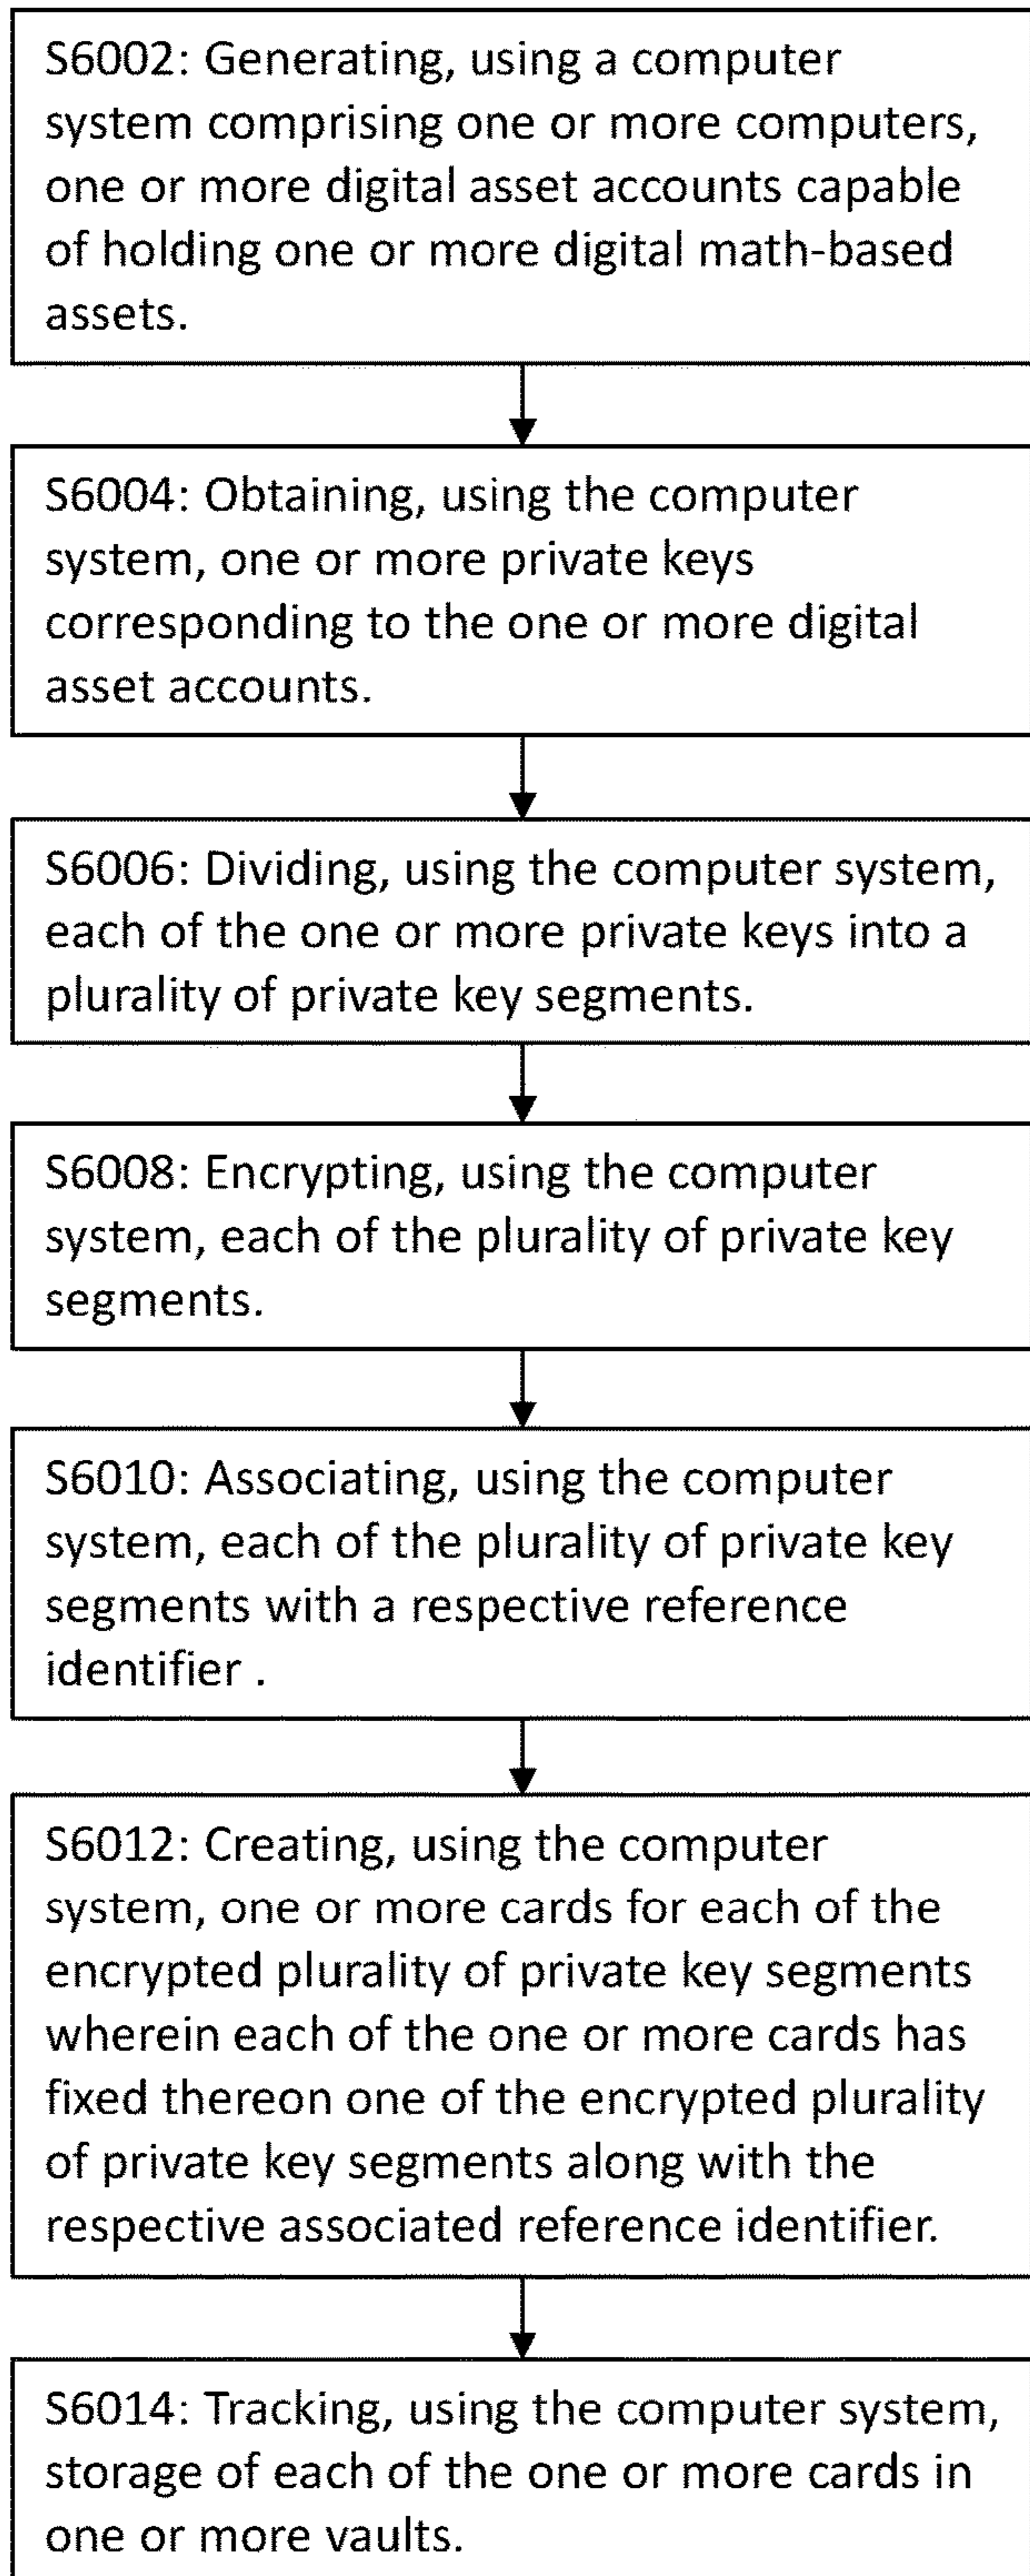 S6002: Generating, using a computer
system comprising one or more computers,
one or more digital asset accounts capable
of holding one or more digital math-based
assets.
S6004: Obtaining, using the computer
system, one or more private keys
corresponding to the one or more digital
asset accounts.
S6006: Dividing, using the computer system,
each of the one or more private keys into a
plurality of private key segments.
S6008: Encrypting, using the computer
system, each of the plurality of private key
segments.
S6010: Associating, using the computer
system, each of the plurality of private key
segments with a respective reference
identifier .
S6012: Creating, using the computer
system, one or more cards for each of the
encrypted plurality of private key segments
wherein each of the one or more cards has
fixed thereon one of the encrypted plurality
of private key segments along with the
respective associated reference identifier.
S6014: Tracking, using the computer system,
storage of each of the one or more cards in
one or more vaults.